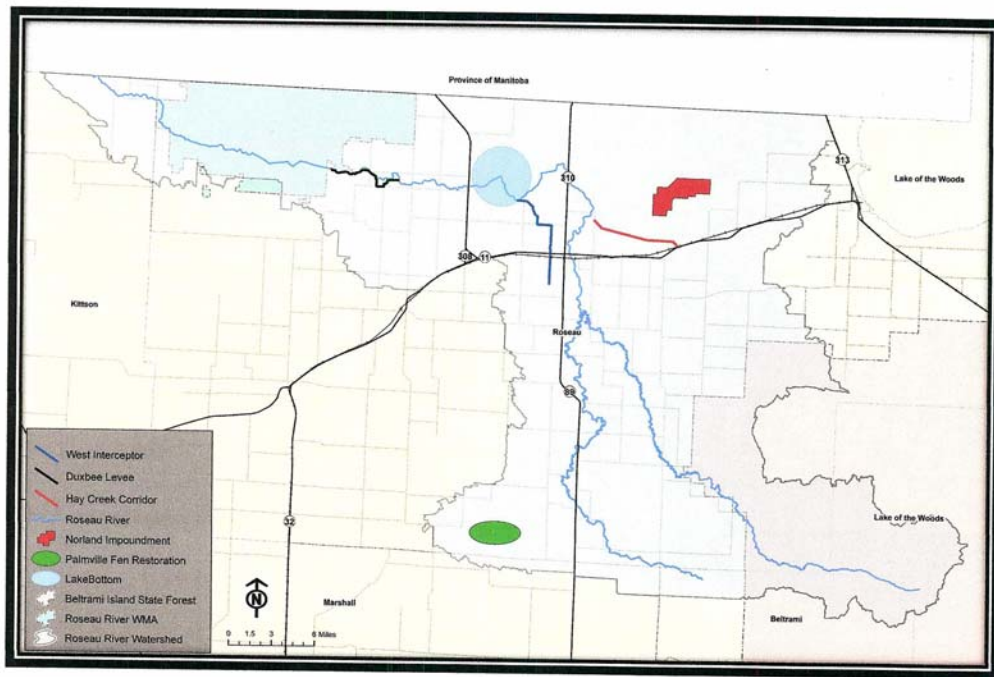 Province of Manitoba
313
310
Lake of the Woods
308
11
Kittson
Roseau
89
West Interceptor
Duxbee Levee
Hay Creek Corridor
Roseau River
Norland Impoundment
Palmville Fen Restoration
LakeBottom
Beltrami Island State Forest
Roseau River WMA
Roseau River Watershed
32
Lake of the Woods
N
Marshall
Beltrami
0 1.5 3 6 Miles